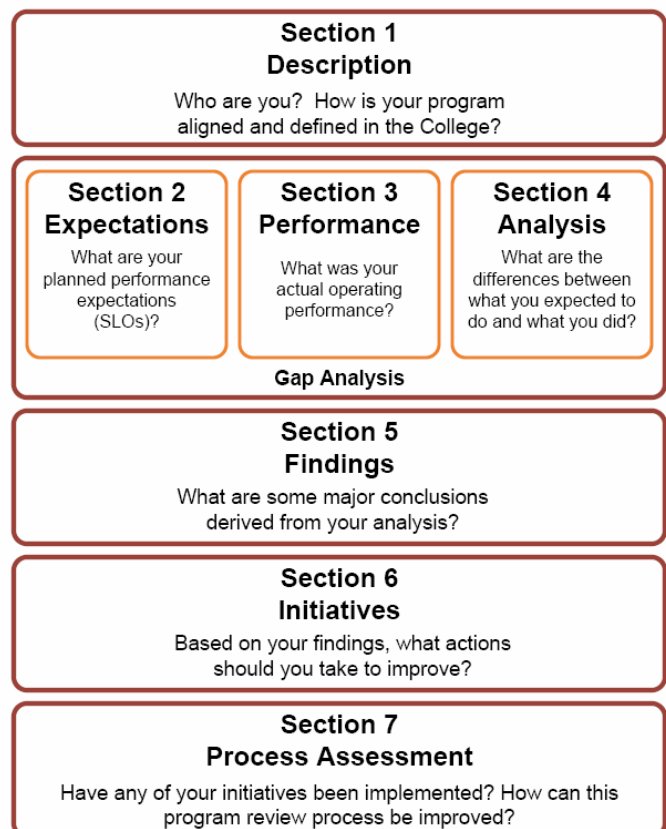 Section 1
Description
Who are you? How is your program
aligned and defined in the College?
Section 2
Expectations
What are your
planned performance
expectations
(SLOs)?
Section 3
Performance
What was your
actual operating
performance?
Section 4
Analysis
What are the
differences between
what you expected to
do and what you did?
Gap Analysis
Section 5
Findings
What are some major conclusions
derived from your analysis?
Section 6
Initiatives
Based on your findings, what actions
should you take to improve?
Section 7
Process Assessment
Have any of your initiatives been implemented? How can this
program review process be improved?